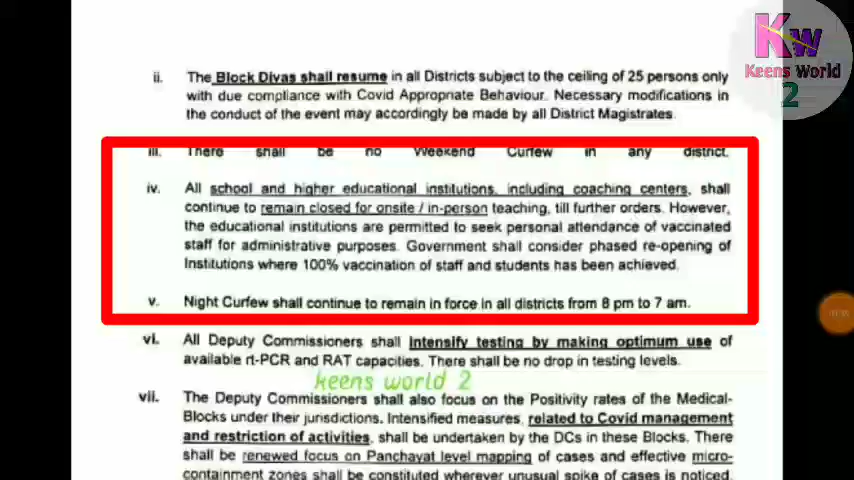 KW
Keens World
2
ii. The Block Divas shall resume in all Districts subject to the ceiling of 25 persons only
with due compliance with Covid Appropriate Behaviour. Necessary modifications in
the conduct of the event may accordingly be made by all District Magistrates.
iii. There shall be no Weekend Curfew in any district.
iv. All school and higher educational institutions, including coaching centers, shall
continue to remain closed for onsite / in-person teaching, till further orders. However,
the educational institutions are permitted to seek personal attendance of vaccinated
staff for administrative purposes. Government shall consider phased re-opening of
Institutions where 100% vaccination of staff and students has been achieved.
v. Night Curfew shall continue to remain in force in all districts from 8 pm to 7 am.
vi. All Deputy Commissioners shall intensify testing by making optimum use of
available rt-PCR and RAT capacities. There shall be no drop in testing levels.
keens world 2
vii. The Deputy Commissioners shall also focus on the Positivity rates of the Medical-
Blocks under their jurisdictions. Intensified measures, related to Covid management
and restriction of activities, shall be undertaken by the DCs in these Blocks. There
shall be renewed focus on Panchayat level mapping of cases and effective micro-
containment zones shall be constituted wherever unusual spike of cases is noticed.